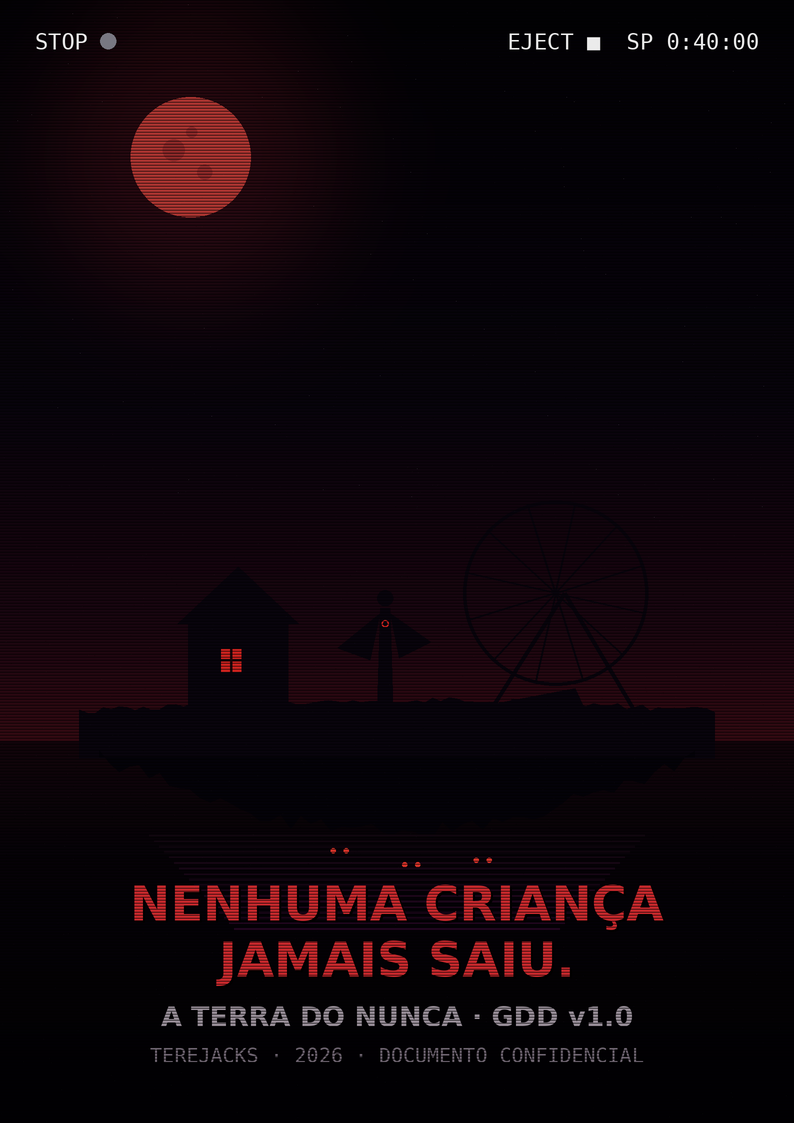 STOP ● EJECT ■ SP 0:40:00
NENHUMA CRIANÇA
JAMAIS SAIU.
A TERRA DO NUNCA · GDD v1.0
TEREJACKS · 2026 · DOCUMENTO CONFIDENCIAL